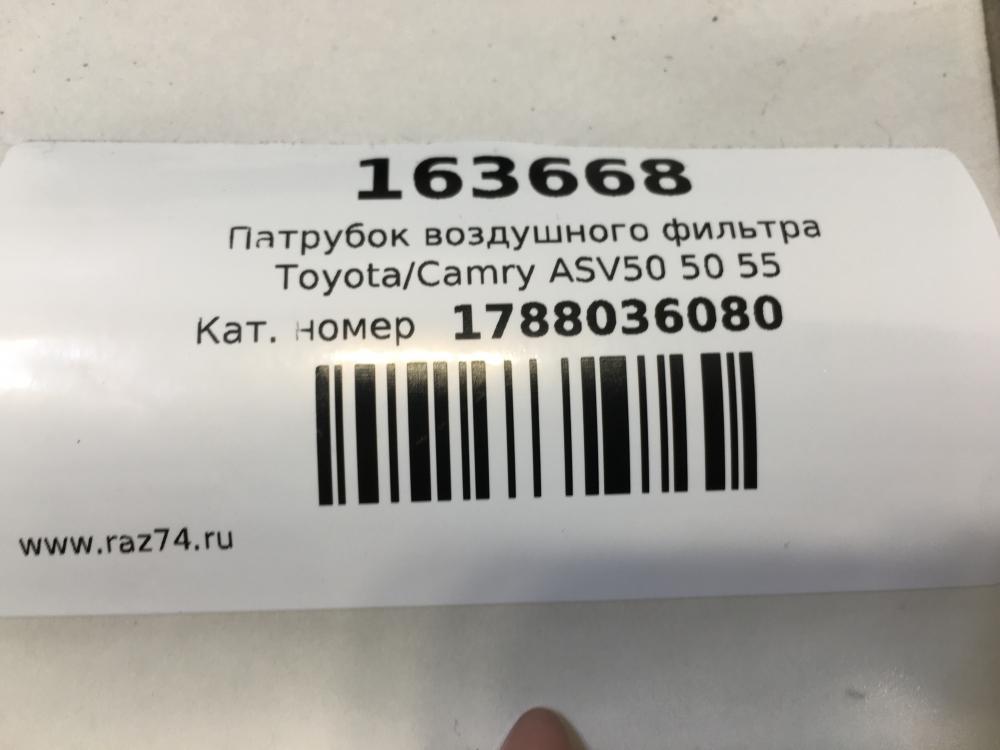 163668
Патрубок воздушного фильтра
Toyota/Camry ASV50 50 55
Кат. номер 1788036080
www.raz74.ru